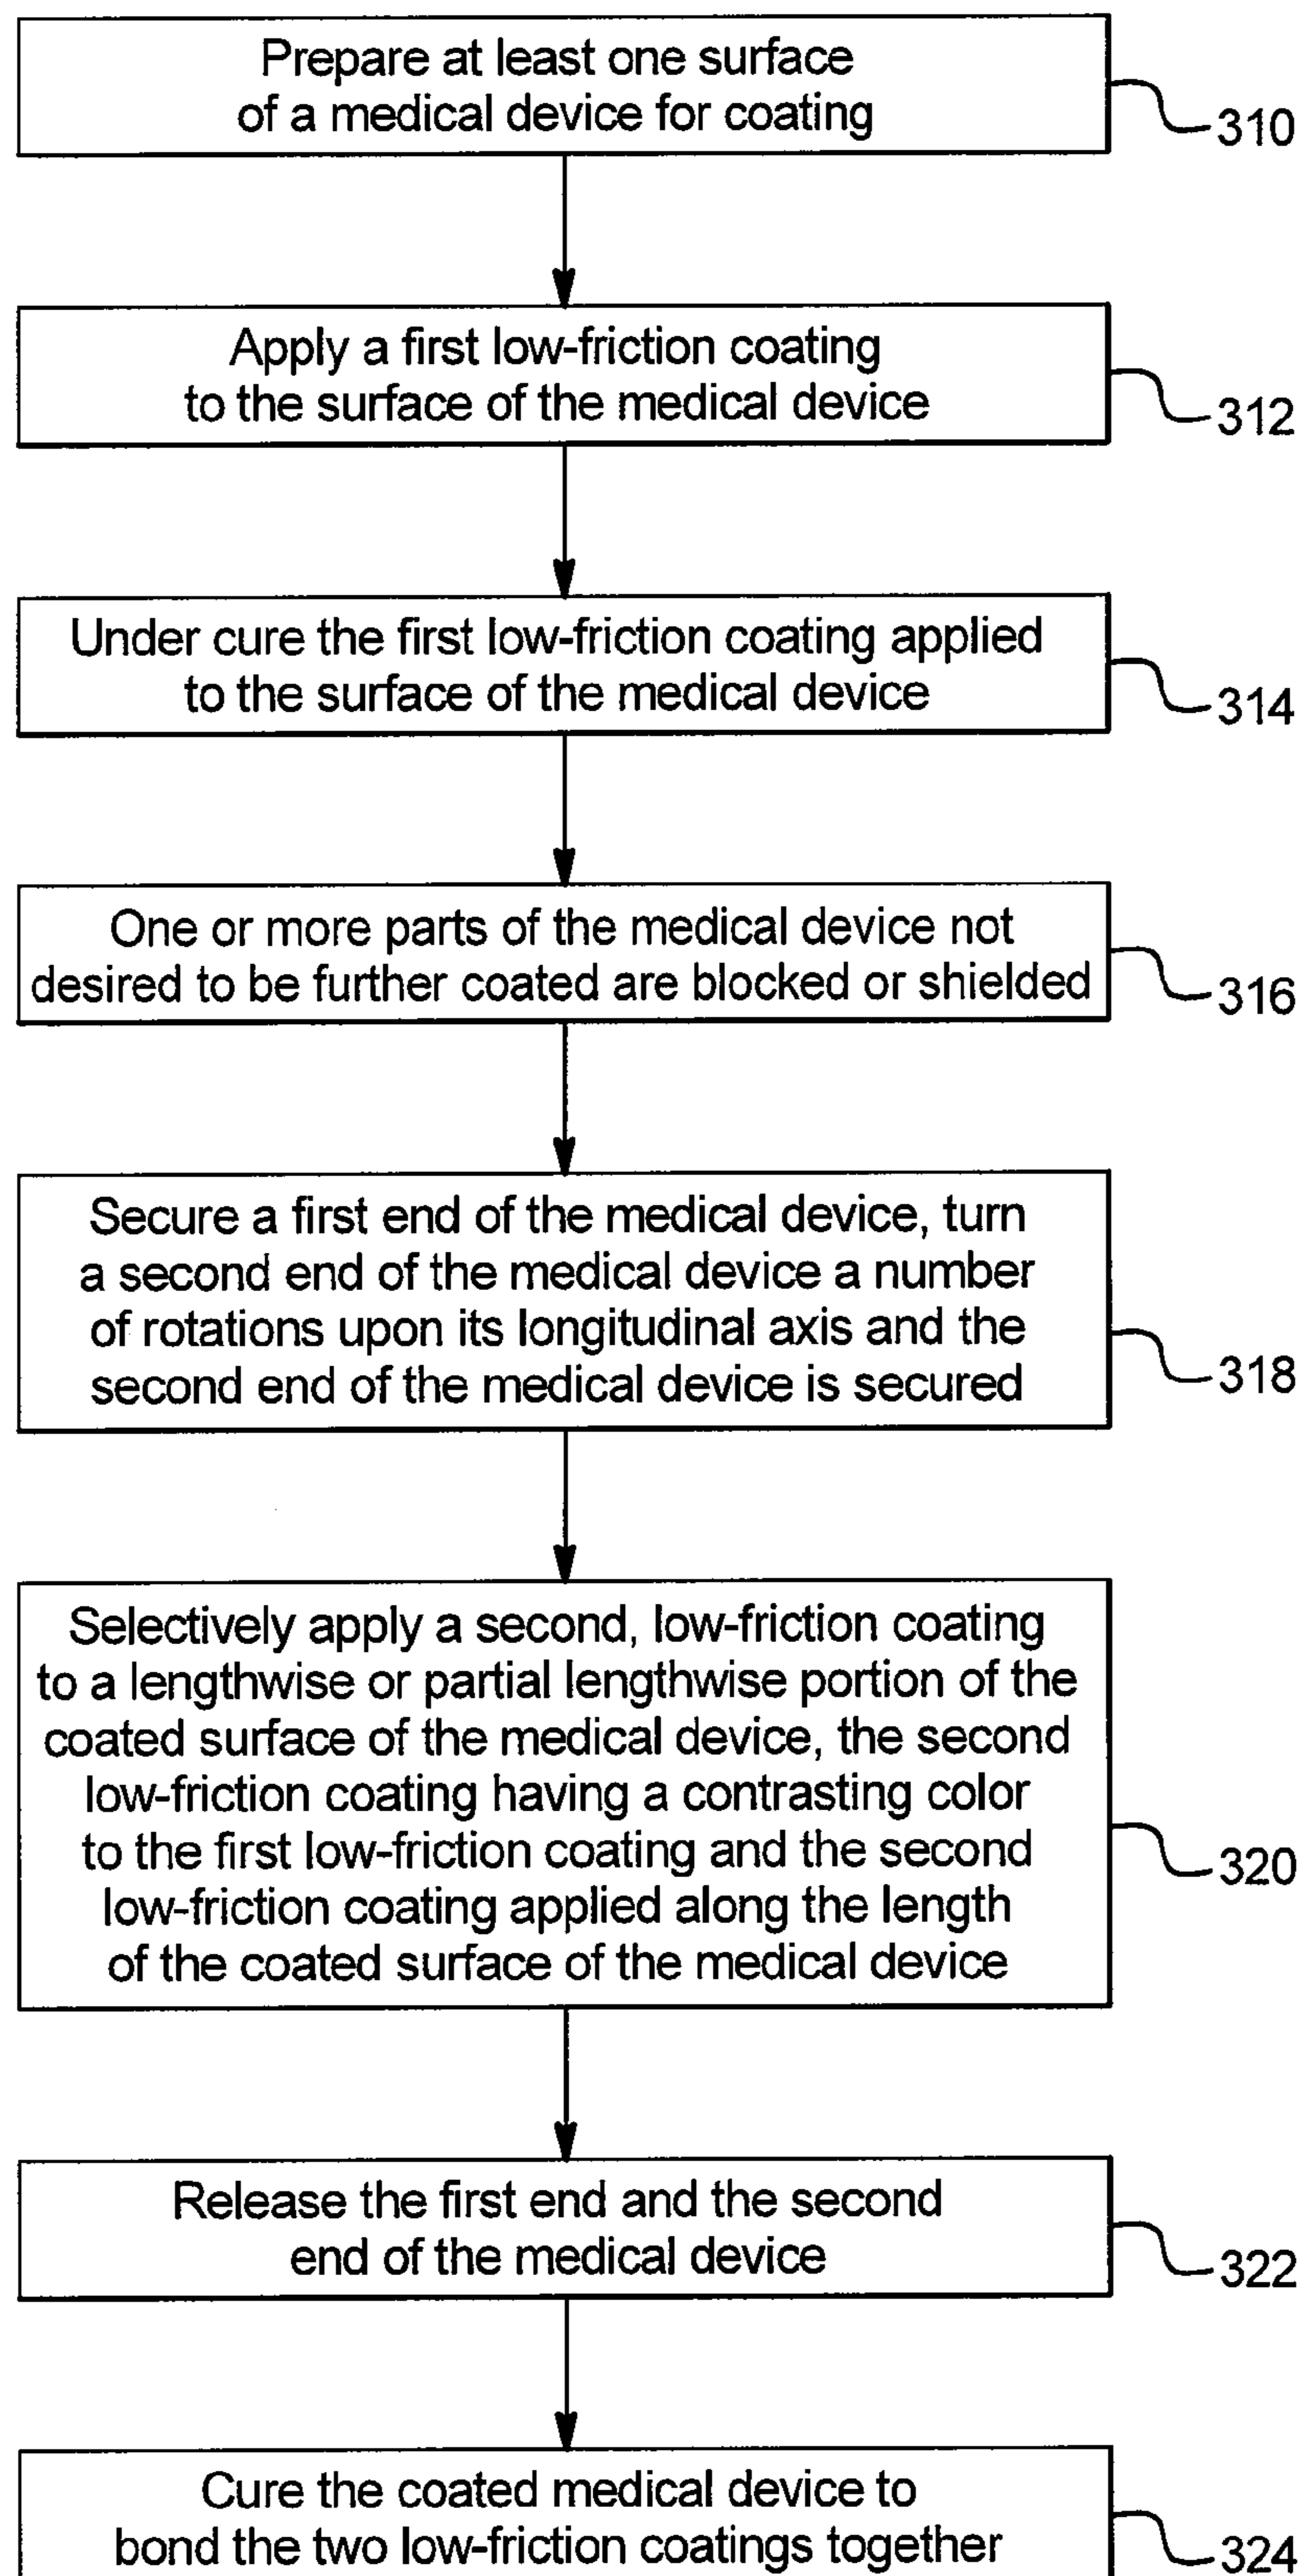 Prepare at least one surface
of a medical device for coating
310
Apply a first low-friction coating
to the surface of the medical device
312
Under cure the first low-friction coating applied
to the surface of the medical device
314
One or more parts of the medical device not
desired to be further coated are blocked or shielded
316
Secure a first end of the medical device, turn
a second end of the medical device a number
of rotations upon its longitudinal axis and the
second end of the medical device is secured
318
Selectively apply a second, low-friction coating
to a lengthwise or partial lengthwise portion of the
coated surface of the medical device, the second
low-friction coating having a contrasting color
to the first low-friction coating and the second
low-friction coating applied along the length
of the coated surface of the medical device
320
Release the first end and the second
end of the medical device
322
Cure the coated medical device to
bond the two low-friction coatings together
324